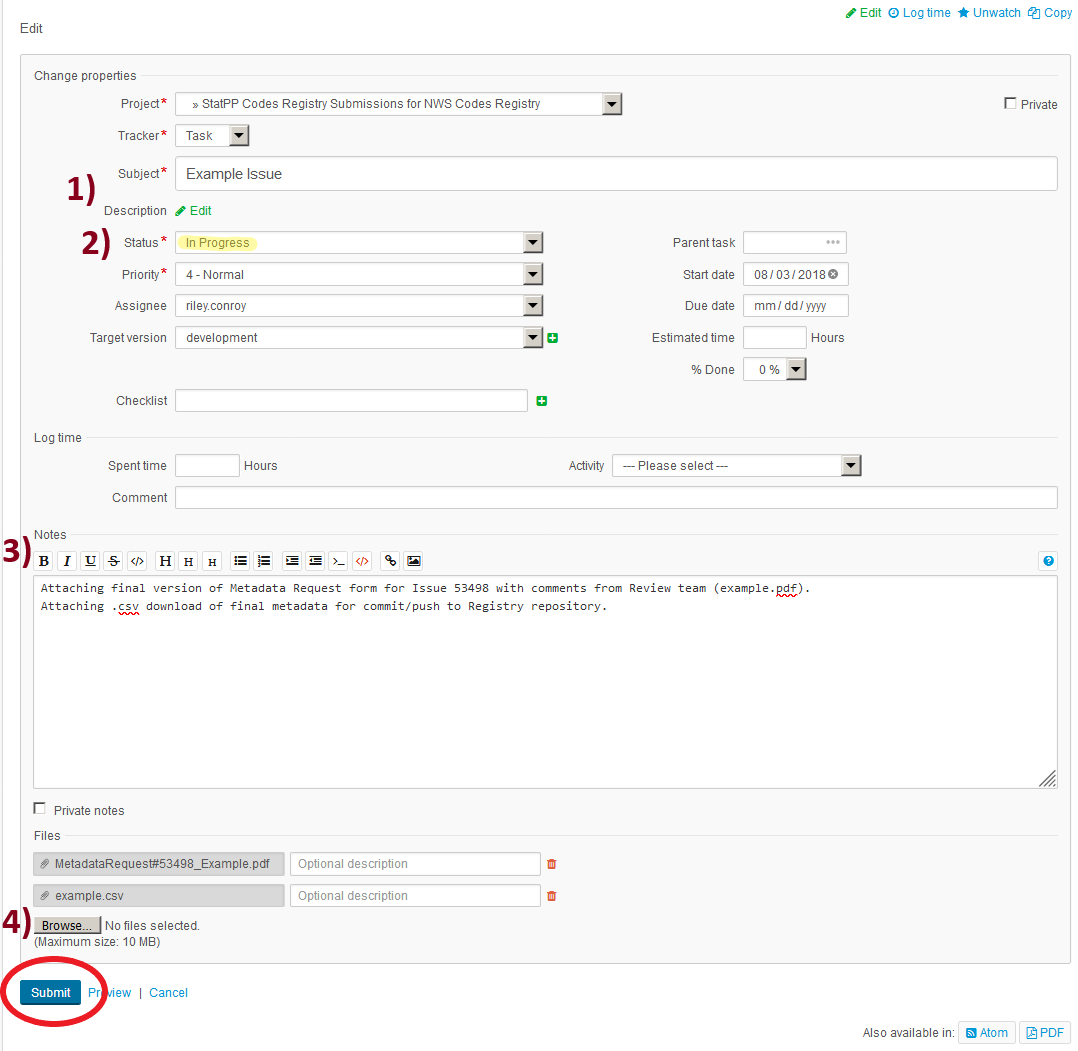 Edit Log time Unwatch Copy
Edit
Change properties
Project* » StatPP Codes Registry Submissions for NWS Codes Registry Private
Tracker* Task
Subject* Example Issue
1)
Description Edit
2) Status* In Progress Parent task
Priority* 4 - Normal Start date 08 / 03 / 2018
Assignee riley.conroy Due date mm / dd / yyyy
Target version development Estimated time Hours
% Done 0 %
Checklist
Log time
Spent time Hours Activity --- Please select ---
Comment
Notes
3) B I U S </> H H H >_ </> ?
Attaching final version of Metadata Request form for Issue 53498 with comments from Review team (example.pdf).
Attaching .csv download of final metadata for commit/push to Registry repository.
Private notes
Files
MetadataRequest#53498_Example.pdf Optional description
example.csv Optional description
4) Browse... No files selected.
(Maximum size: 10 MB)
Submit Preview | Cancel
Also available in: Atom PDF